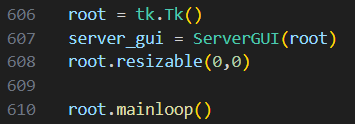 606 root = tk.Tk()
607 server_gui = ServerGUI(root)
608 root.resizable(0,0)
609
610 root.mainloop()